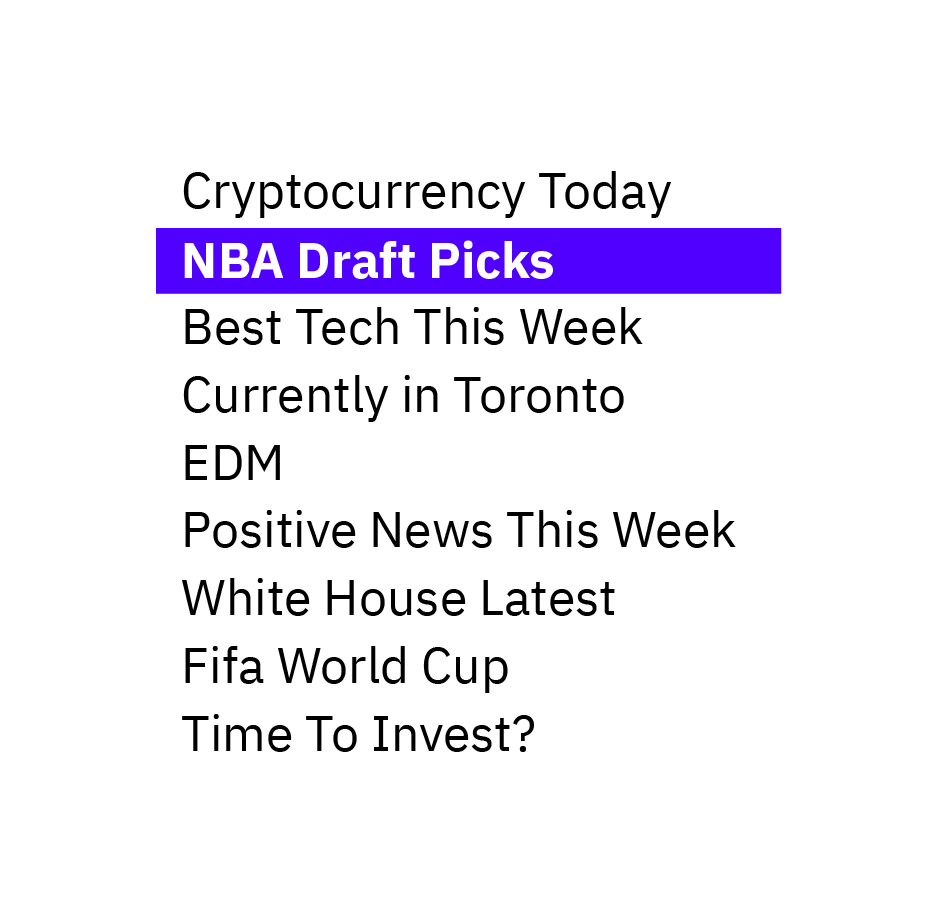 Cryptocurrency Today
NBA Draft Picks
Best Tech This Week
Currently in Toronto
EDM
Positive News This Week
White House Latest
Fifa World Cup
Time To Invest?